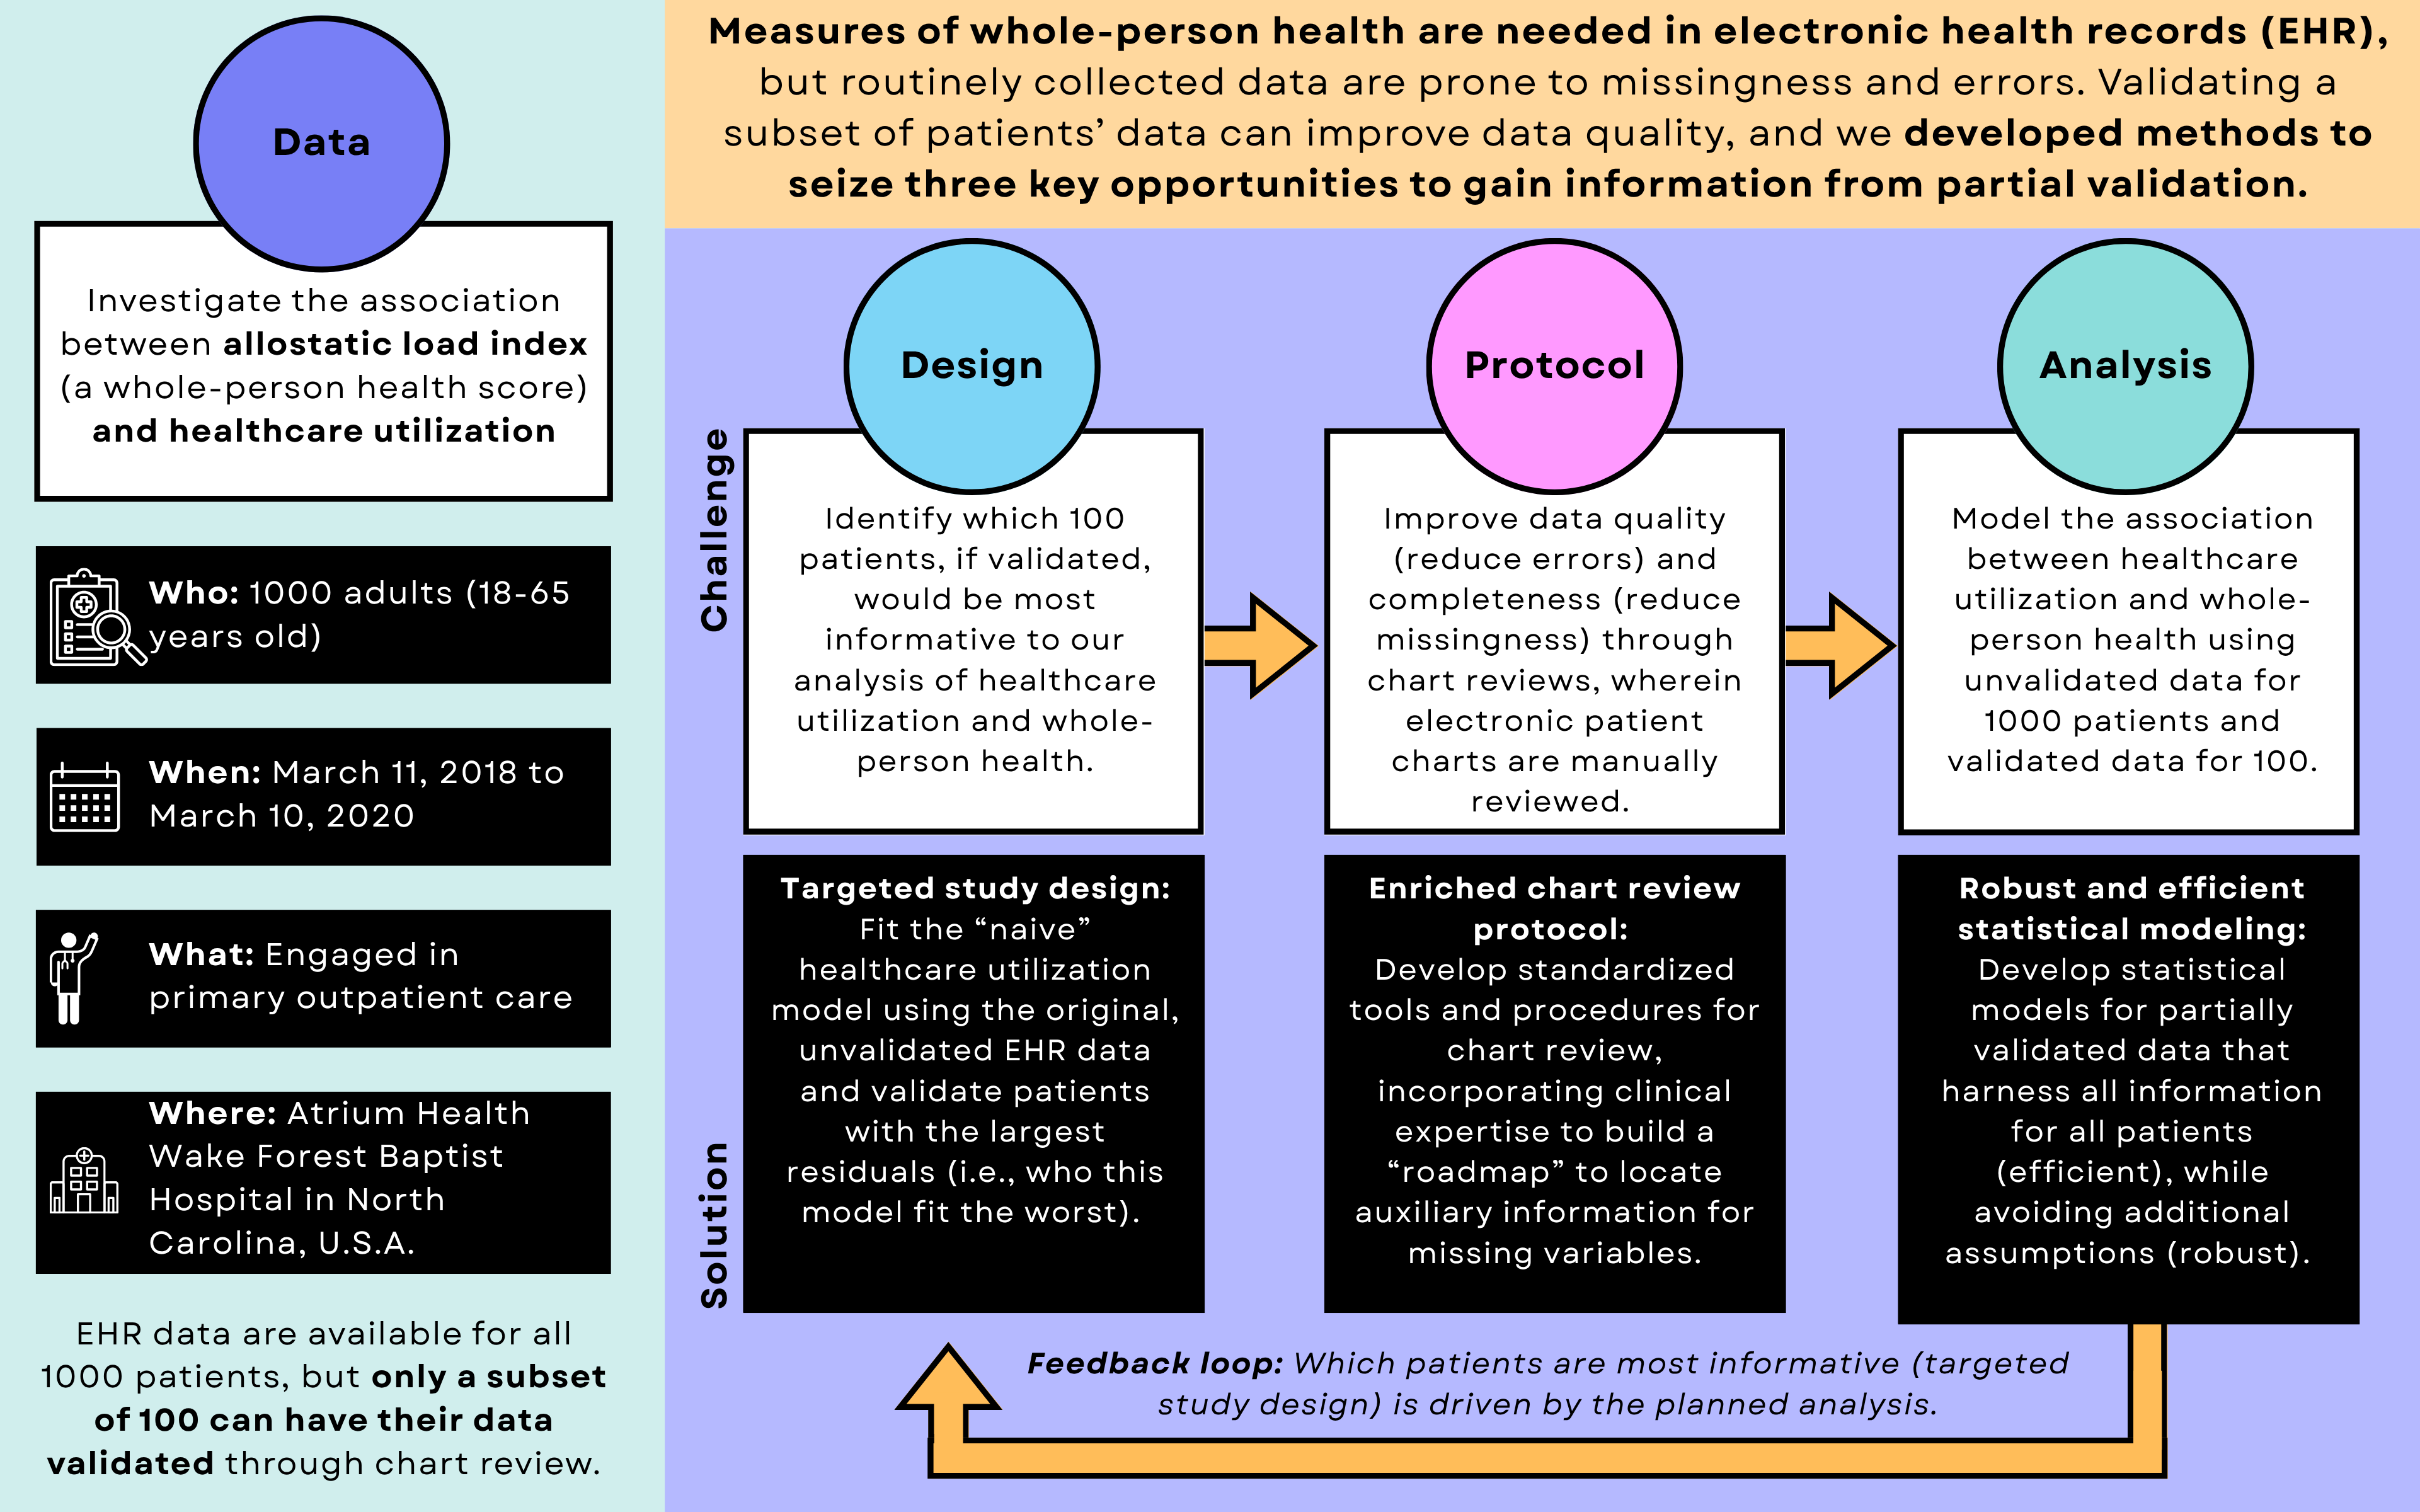 Data
Investigate the association
between allostatic load index
(a whole-person health score)
and healthcare utilization
Who: 1000 adults (18-65
years old)
When: March 11, 2018 to
March 10, 2020
What: Engaged in
primary outpatient care
Where: Atrium Health
Wake Forest Baptist
Hospital in North
Carolina, U.S.A.
EHR data are available for all
1000 patients, but only a subset
of 100 can have their data
validated through chart review.
Measures of whole-person health are needed in electronic health records (EHR),
but routinely collected data are prone to missingness and errors. Validating a
subset of patients’ data can improve data quality, and we developed methods to
seize three key opportunities to gain information from partial validation.
Challenge
Design
Identify which 100
patients, if validated,
would be most
informative to our
analysis of healthcare
utilization and whole-
person health.
Protocol
Improve data quality
(reduce errors) and
completeness (reduce
missingness) through
chart reviews, wherein
electronic patient
charts are manually
reviewed.
Analysis
Model the association
between healthcare
utilization and whole-
person health using
unvalidated data for
1000 patients and
validated data for 100.
Solution
Targeted study design:
Fit the “naive”
healthcare utilization
model using the original,
unvalidated EHR data
and validate patients
with the largest
residuals (i.e., who this
model fit the worst).
Enriched chart review
protocol:
Develop standardized
tools and procedures for
chart review,
incorporating clinical
expertise to build a
“roadmap” to locate
auxiliary information for
missing variables.
Robust and efficient
statistical modeling:
Develop statistical
models for partially
validated data that
harness all information
for all patients
(efficient), while
avoiding additional
assumptions (robust).
Feedback loop: Which patients are most informative (targeted
study design) is driven by the planned analysis.